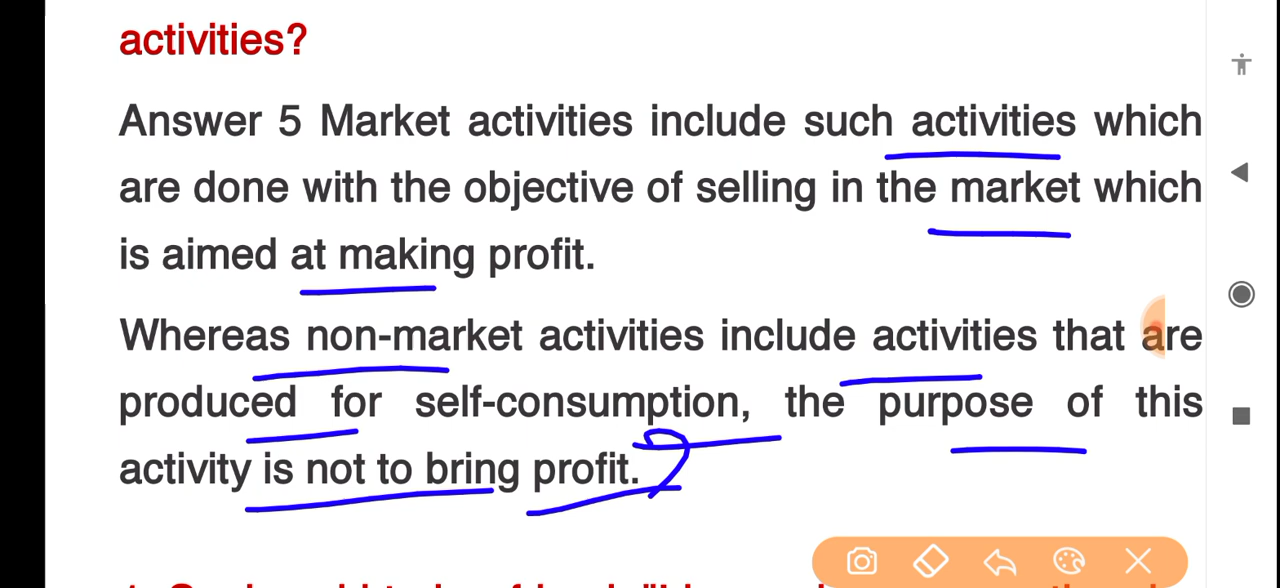 activities?
Answer 5 Market activities include such activities which
are done with the objective of selling in the market which
is aimed at making profit.
Whereas non-market activities include activities that are
produced for self-consumption, the purpose of this
activity is not to bring profit.